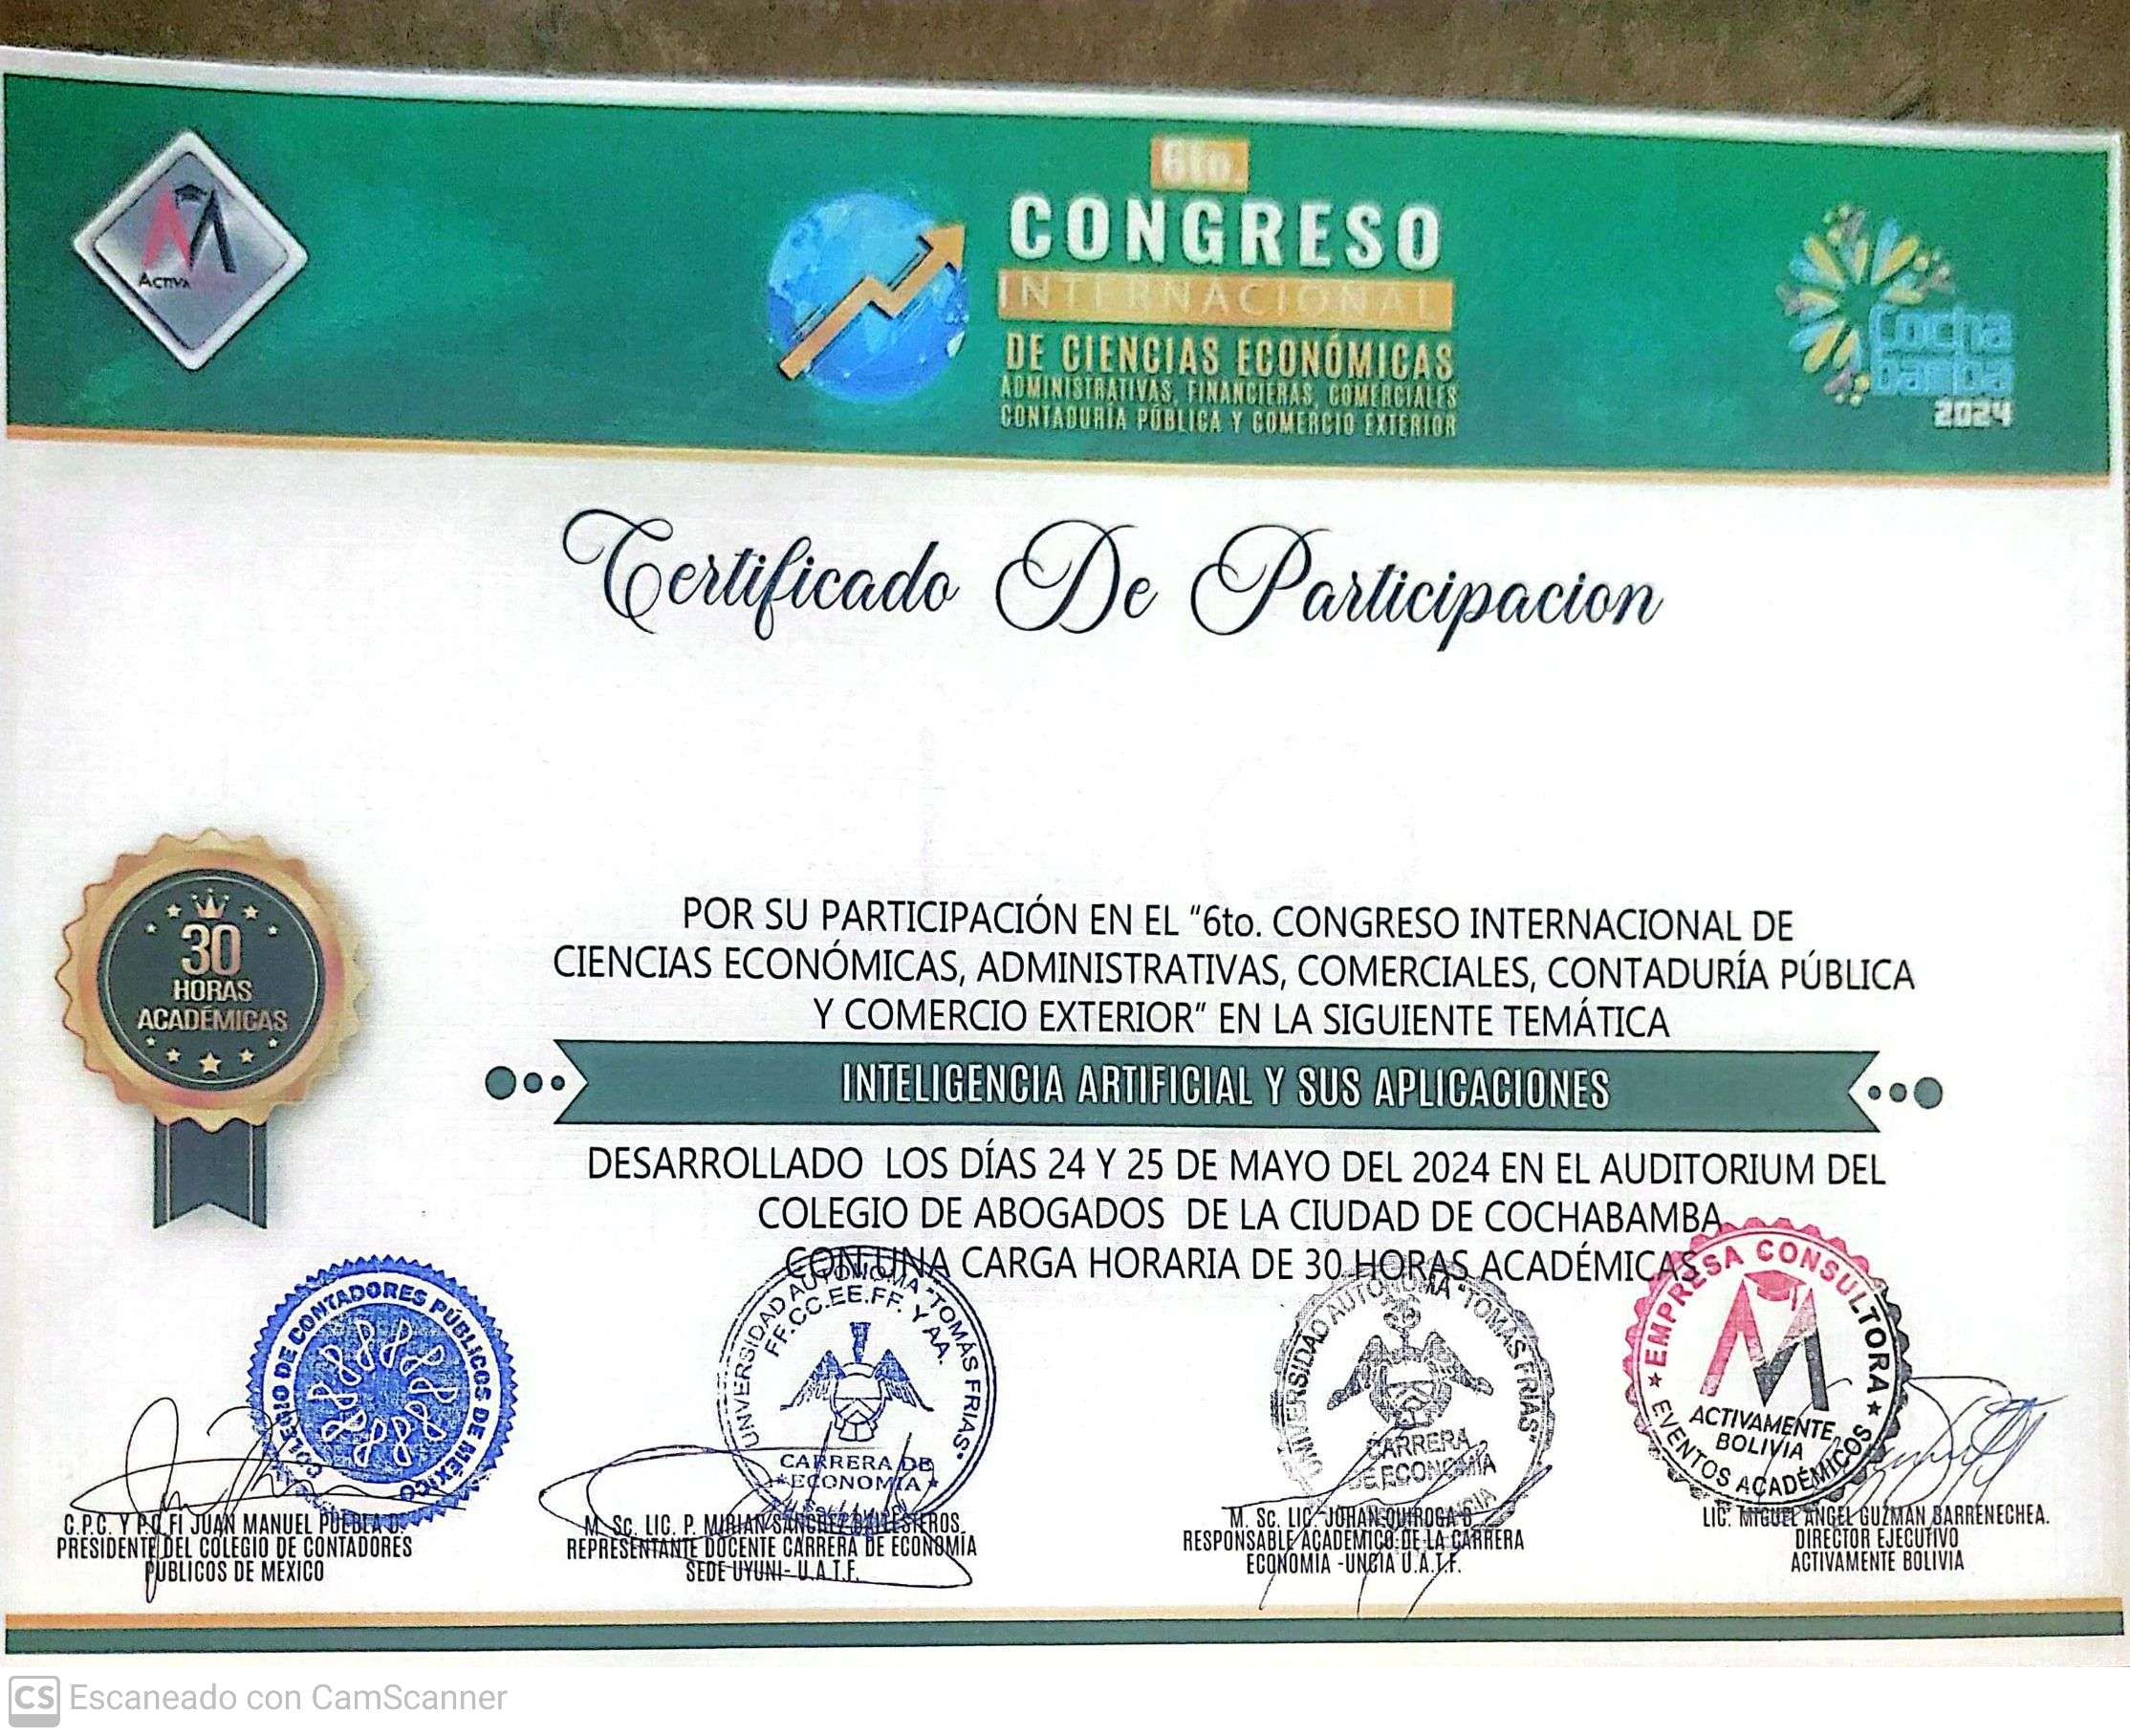 ACTIVA
6to.
CONGRESO
INTERNACIONAL
DE CIENCIAS ECONÓMICAS
ADMINISTRATIVAS, FINANCIERAS, COMERCIALES
CONTADURÍA PÚBLICA Y COMERCIO EXTERIOR
Cocha
bamba
2024
Certificado De Participacion
30
HORAS
ACADÉMICAS
POR SU PARTICIPACIÓN EN EL “6to. CONGRESO INTERNACIONAL DE
CIENCIAS ECONÓMICAS, ADMINISTRATIVAS, COMERCIALES, CONTADURÍA PÚBLICA
Y COMERCIO EXTERIOR” EN LA SIGUIENTE TEMÁTICA
INTELIGENCIA ARTIFICIAL Y SUS APLICACIONES
DESARROLLADO LOS DÍAS 24 Y 25 DE MAYO DEL 2024 EN EL AUDITORIUM DEL
COLEGIO DE ABOGADOS DE LA CIUDAD DE COCHABAMBA
CON UNA CARGA HORARIA DE 30 HORAS ACADÉMICAS
COLEGIO DE CONTADORES PÚBLICOS DE MÉXICO
UNIVERSIDAD AUTÓNOMA "TOMÁS FRIAS"
FF.CC.EE.FF. Y AA.
CARRERA DE
ECONOMIA
UNIVERSIDAD AUTONOMA "TOMAS FRIAS"
CARRERA
DE ECONOMIA
EMPRESA CONSULTORA
ACTIVAMENTE
BOLIVIA
EVENTOS ACADÉMICOS
C.P.C. Y P.C.FI JUAN MANUEL PUEBLA D.
PRESIDENTE DEL COLEGIO DE CONTADORES
PÚBLICOS DE MEXICO
M. SC. LIC. P. MIRIAN SANCHEZ BALLESTEROS
REPRESENTANTE DOCENTE CARRERA DE ECONOMÍA
SEDE UYUNI- U.A.T.F.
M. SC. LIC. JOHAN QUIROGA
RESPONSABLE ACADEMICO DE LA CARRERA
ECONOMIA -UNCIA U.A.T.F.
LIC. MIGUEL ANGEL GUZMAN BARRENECHEA.
DIRECTOR EJECUTIVO
ACTIVAMENTE BOLIVIA
CS Escaneado con CamScanner